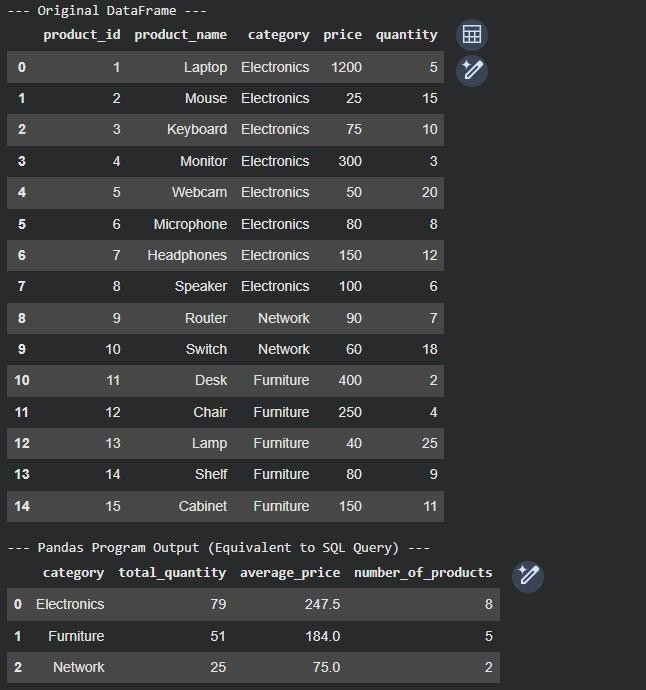 --- Original DataFrame ---
product_id product_name category price quantity
0 1 Laptop Electronics 1200 5
1 2 Mouse Electronics 25 15
2 3 Keyboard Electronics 75 10
3 4 Monitor Electronics 300 3
4 5 Webcam Electronics 50 20
5 6 Microphone Electronics 80 8
6 7 Headphones Electronics 150 12
7 8 Speaker Electronics 100 6
8 9 Router Network 90 7
9 10 Switch Network 60 18
10 11 Desk Furniture 400 2
11 12 Chair Furniture 250 4
12 13 Lamp Furniture 40 25
13 14 Shelf Furniture 80 9
14 15 Cabinet Furniture 150 11
--- Pandas Program Output (Equivalent to SQL Query) ---
category total_quantity average_price number_of_products
0 Electronics 79 247.5 8
1 Furniture 51 184.0 5
2 Network 25 75.0 2